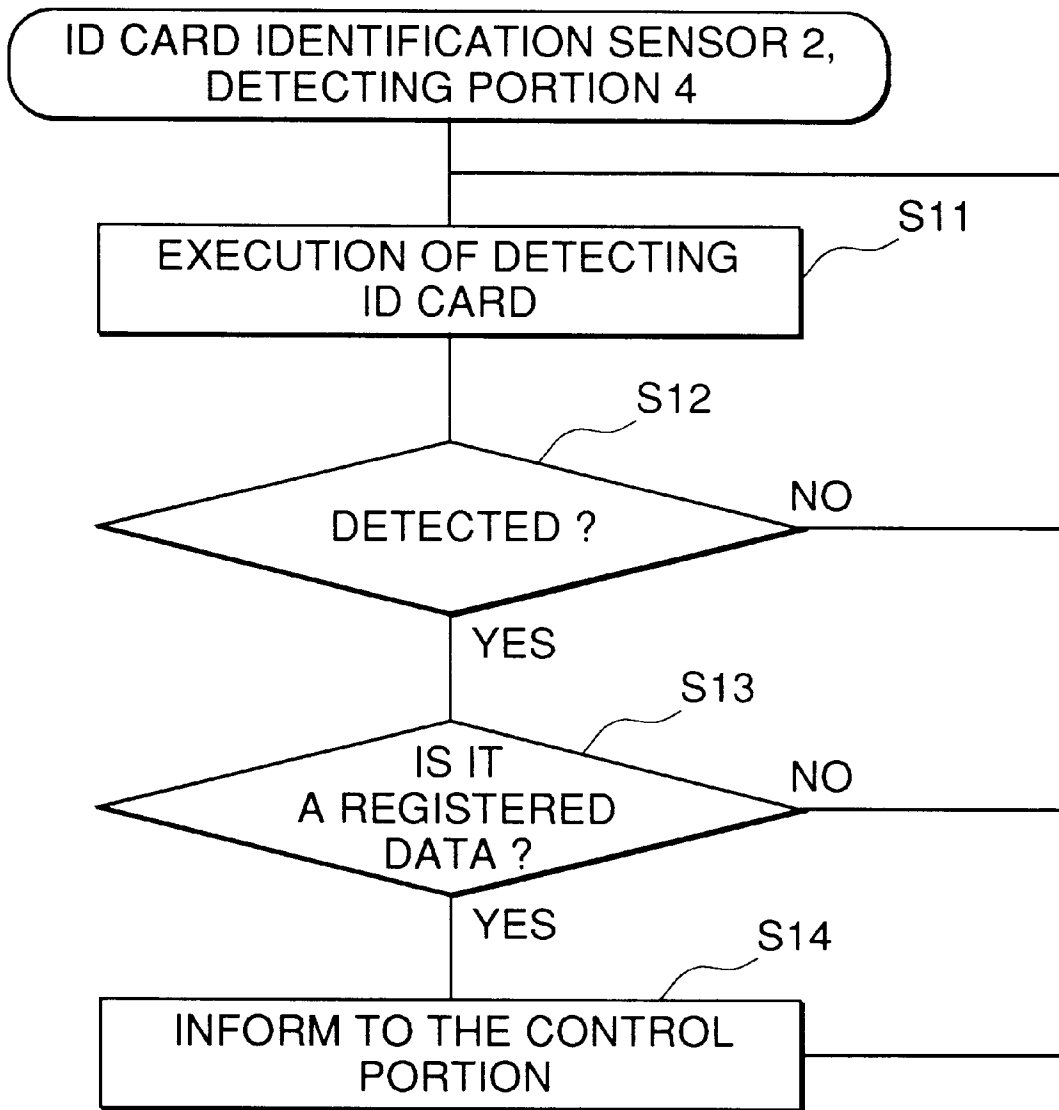 ID CARD IDENTIFICATION SENSOR 2,
DETECTING PORTION 4
S11
EXECUTION OF DETECTING
ID CARD
S12
DETECTED ?
NO
YES
S13
IS IT
A REGISTERED
DATA ?
NO
YES
S14
INFORM TO THE CONTROL
PORTION